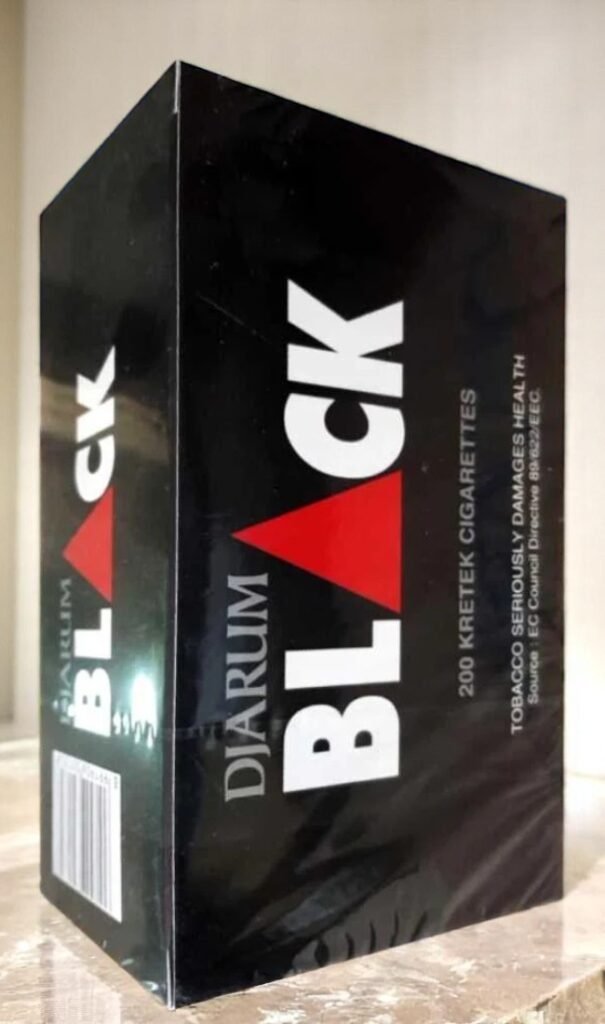 DJARUM
BLACK
200 KRETEK CIGARETTES
TOBACCO SERIOUSLY DAMAGES HEALTH
Source : EC Council Directive 89/622/EEC.
DJARUM
BLACK